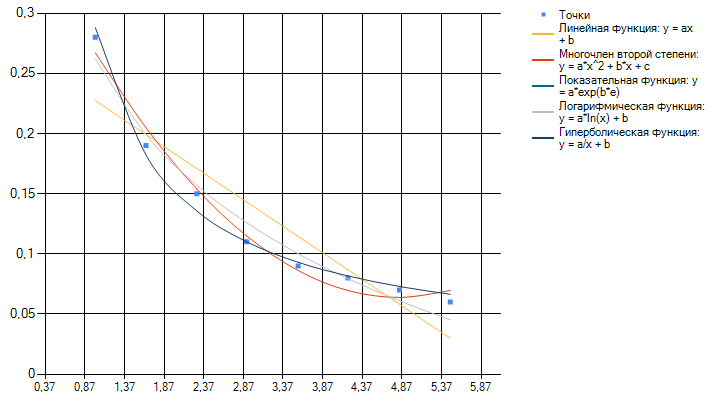 0,3
0,25
0,2
0,15
0,1
0,05
0
0,37 0,87 1,37 1,87 2,37 2,87 3,37 3,87 4,37 4,87 5,37 5,87
Точки
Линейная функция: y = ax
+ b
Многочлен второй степени:
y = a*x^2 + b*x + c
Показательная функция: y
= a*exp(b*e)
Логарифмическая функция:
y = a*ln(x) + b
Гиперболическая функция:
y = a/x + b